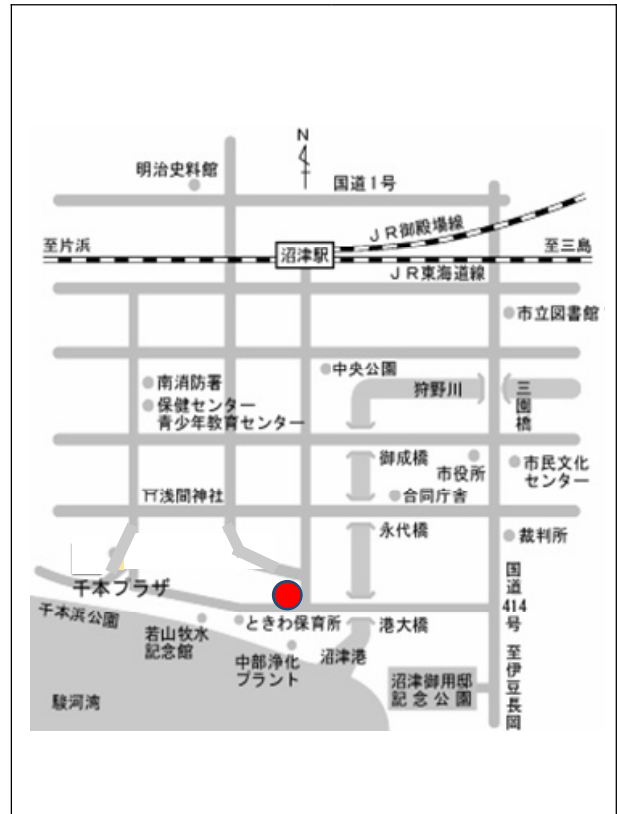 N
明治史料館
国道1号
JR御殿場線
至片浜
沼津駅
至三島
JR東海道線
市立図書館
中央公園
南消防署
狩野川
三園橋
保健センター
青少年教育センター
御成橋
市役所
市民文化
センター
浅間神社
合同庁舎
永代橋
裁判所
千本プラザ
国道414号
千本浜公園
ときわ保育所
港大橋
若山牧水
記念館
中部浄化
プラント
沼津港
至伊豆長岡
沼津御用邸
記念公園
駿河湾